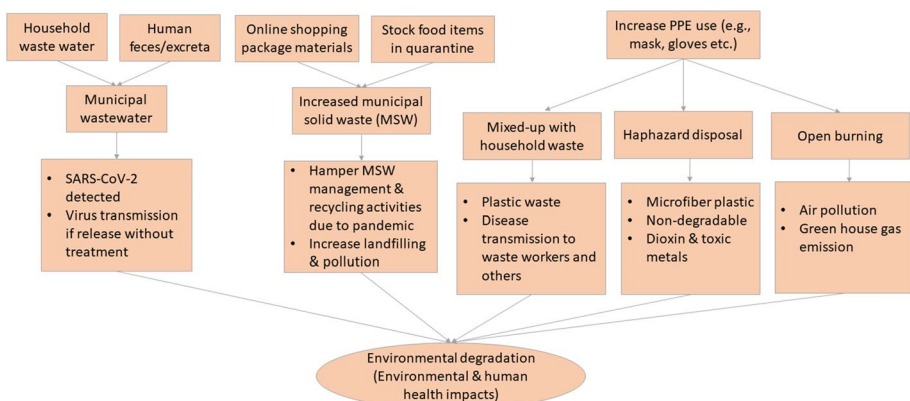 Household
waste water
Human
feces/excreta
Online shopping
package materials
Stock food items
in quarantine
Increase PPE use (e.g.,
mask, gloves etc.)
Municipal
wastewater
Increased municipal
solid waste (MSW)
Mixed-up with
household waste
Haphazard disposal
Open burning
• SARS-CoV-2
detected
• Virus transmission
if release without
treatment
• Hamper MSW
management &
recycling activities
due to pandemic
• Increase landfilling
& pollution
• Plastic waste
• Disease
transmission to
waste workers and
others
• Microfiber plastic
• Non-degradable
• Dioxin & toxic
metals
• Air pollution
• Green house gas
emission
Environmental degradation
(Environmental & human
health impacts)